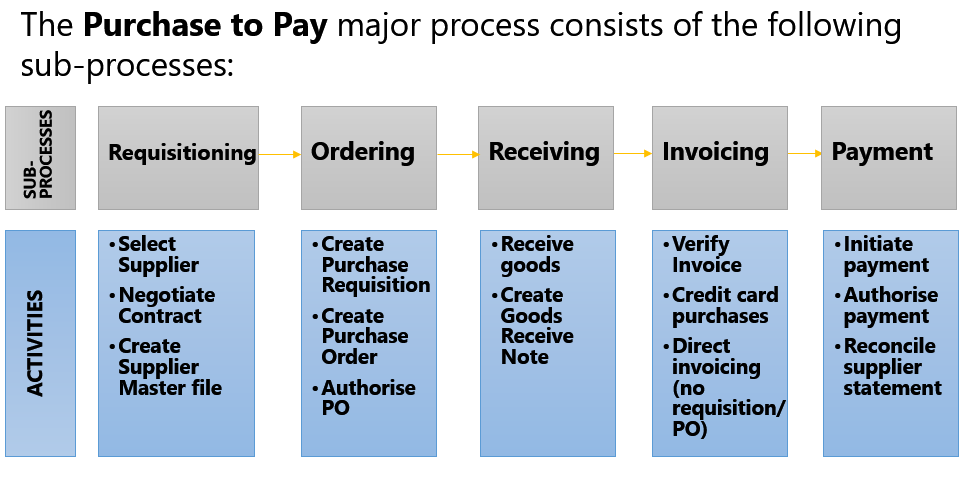 The Purchase to Pay major process consists of the following
sub-processes:
SUB-
PROCESSES
Requisitioning
Ordering
Receiving
Invoicing
Payment
ACTIVITIES
•Select
Supplier
•Negotiate
Contract
•Create
Supplier
Master file
•Create
Purchase
Requisition
•Create
Purchase
Order
•Authorise
PO
•Receive
goods
•Create
Goods
Receive
Note
•Verify
Invoice
•Credit card
purchases
•Direct
invoicing
(no
requisition/
PO)
•Initiate
payment
•Authorise
payment
•Reconcile
supplier
statement